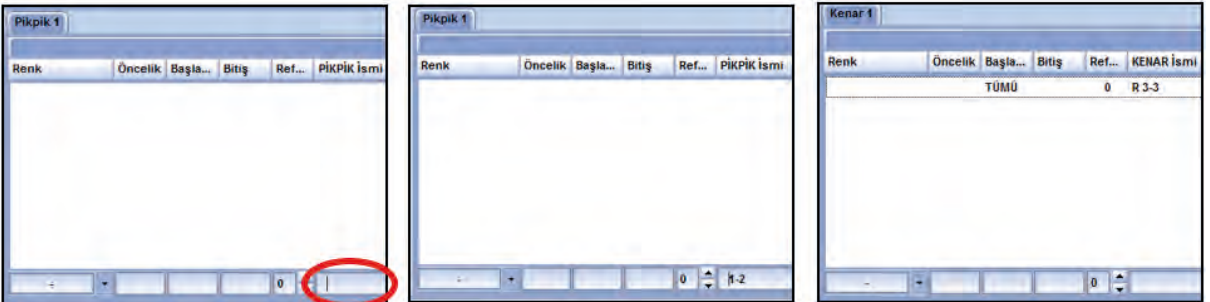 Pikpik 1
Renk Öncelik Başla... Bitiş Ref... PİKPİK İsmi
- 0
Pikpik 1
Renk Öncelik Başla... Bitiş Ref... PİKPİK İsmi
- 0 1-2
Kenar 1
Renk Öncelik Başla... Bitiş Ref... KENAR İsmi
TÜMÜ 0 R 3-3
- 0